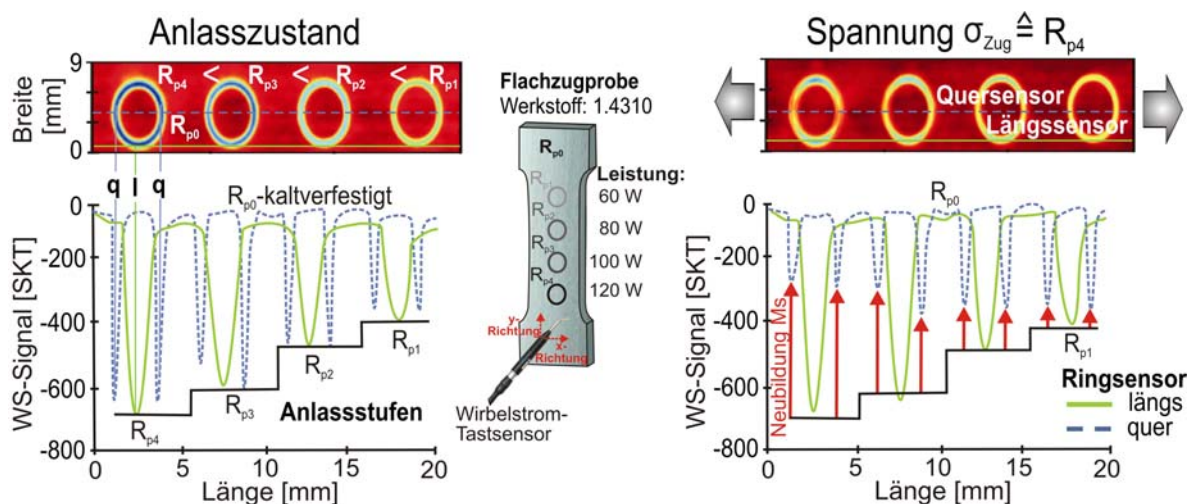 Anlasszustand
9
Breite
[mm]
0
Rp4 < Rp3 < Rp2 < Rp1
Rp0
q l q
Rp0-kaltverfestigt
WS-Signal [SKT]
0
-200
-400
-600
-800
Rp4
Rp3
Rp2
Rp1
Anlassstufen
0 5 10 15 20
Länge [mm]
Flachzugprobe
Werkstoff: 1.4310
Rp0
Leistung:
Rp1 60 W
Rp2 80 W
Rp3 100 W
Rp4 120 W
y-
Richtung
x-
Richtung
Wirbelstrom-
Tastsensor
Spannung σZug ≙ Rp4
Quersensor
Längssensor
Rp0
WS-Signal [SKT]
0
-200
-400
-600
-800
Neubildung Ms
Rp1
Ringsensor
längs
quer
0 5 10 15 20
Länge [mm]